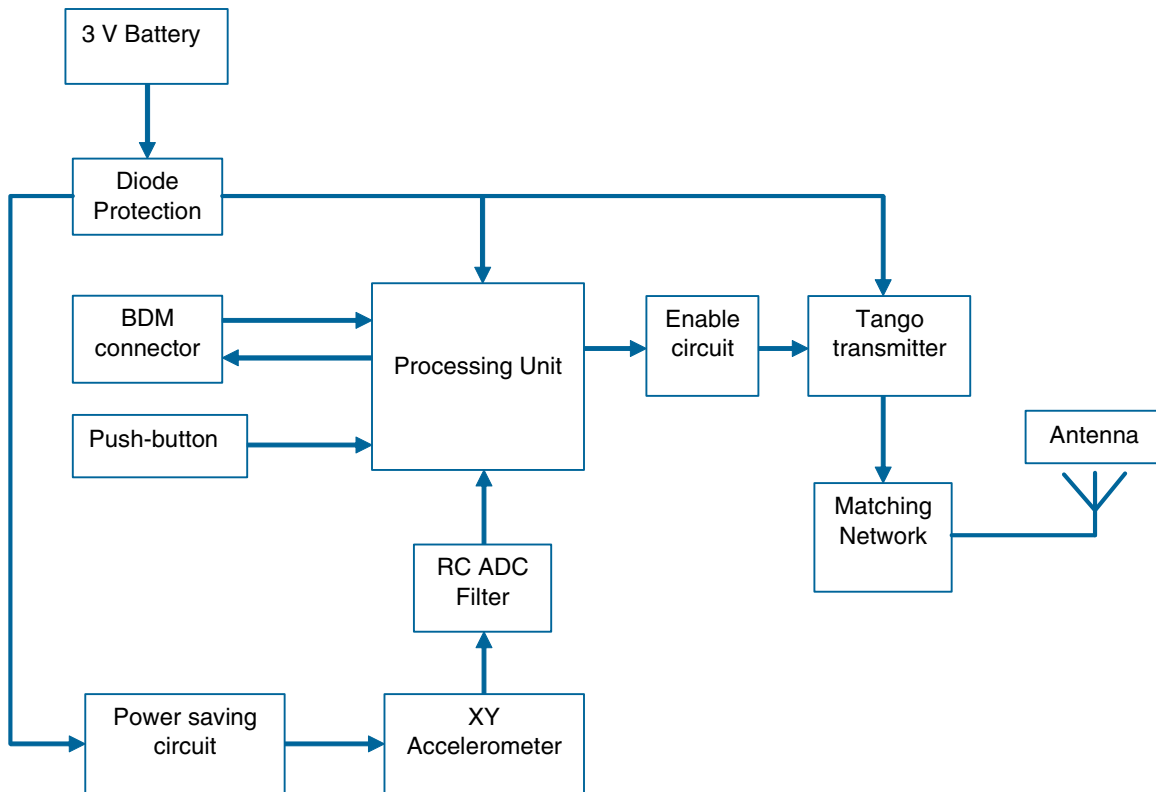 3 V Battery
Diode
Protection
BDM
connector
Processing Unit
Enable
circuit
Tango
transmitter
Push-button
Antenna
Matching
Network
RC ADC
Filter
Power saving
circuit
XY
Accelerometer